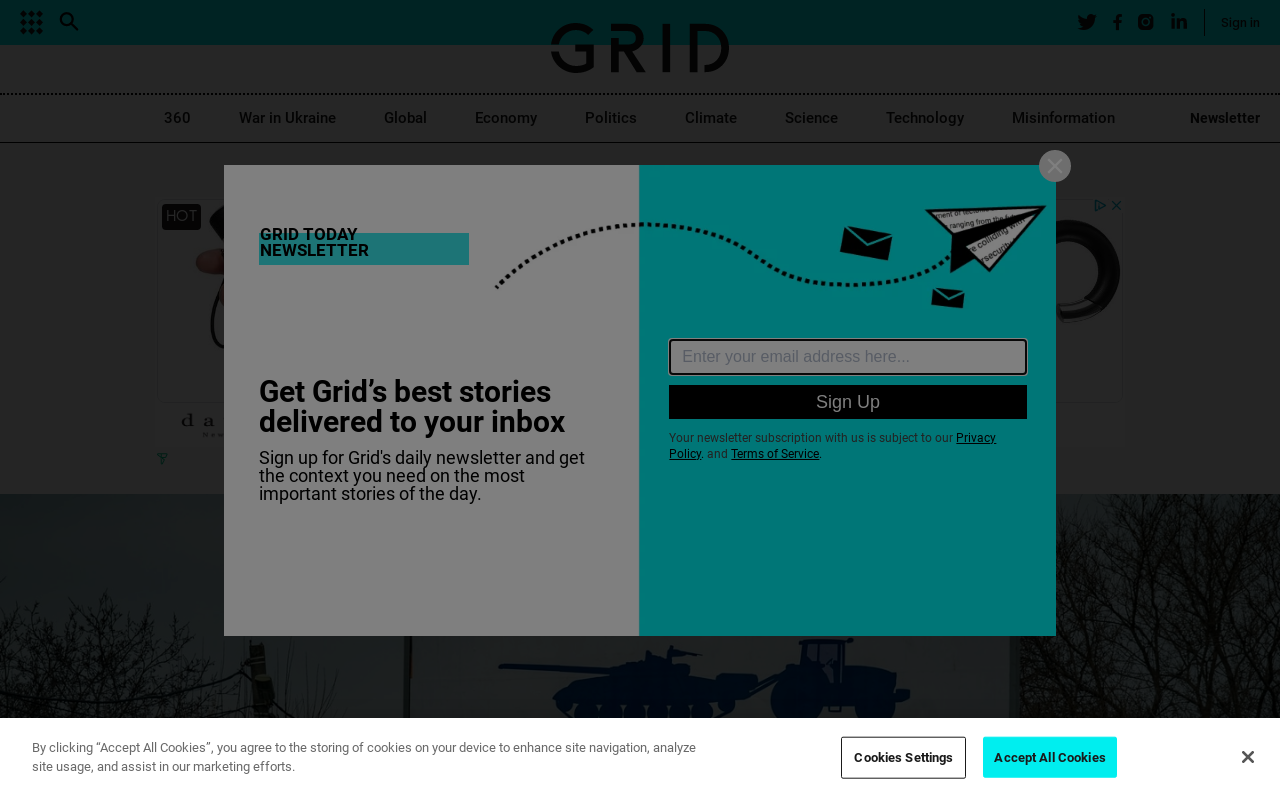 Sign in
GRID
360
War in Ukraine
Global
Economy
Politics
Climate
Science
Technology
Misinformation
Newsletter
HOT
GRID TODAY
NEWSLETTER
Get Grid’s best stories
delivered to your inbox
Sign up for Grid's daily newsletter and get
the context you need on the most
important stories of the day.
Enter your email address here...
Sign Up
Your newsletter subscription with us is subject to our Privacy
Policy. and Terms of Service.
By clicking “Accept All Cookies”, you agree to the storing of cookies on your device to enhance site navigation, analyze
site usage, and assist in our marketing efforts.
Cookies Settings
Accept All Cookies